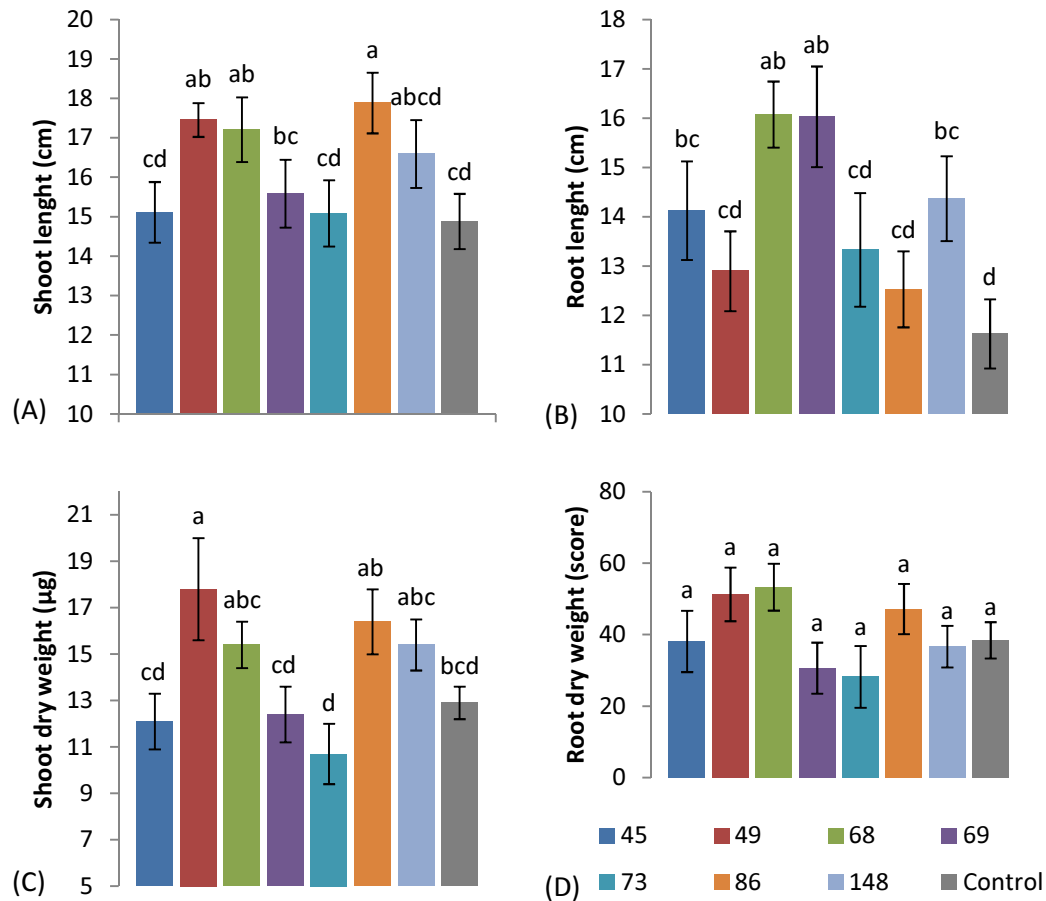 20
19
18
17
16
15
14
13
12
11
10
Shoot lenght (cm)
cd
ab
ab
bc
cd
a
abcd
cd
(A)
18
17
16
15
14
13
12
11
10
Root lenght (cm)
bc
cd
ab
ab
cd
cd
bc
d
(B)
21
19
17
15
13
11
9
7
5
Shoot dry weight (µg)
cd
a
abc
cd
d
ab
abc
bcd
(C)
80
60
40
20
0
Root dry weight (score)
a
a
a
a
a
a
a
a
45 49 68 69
73 86 148 Control
(D)